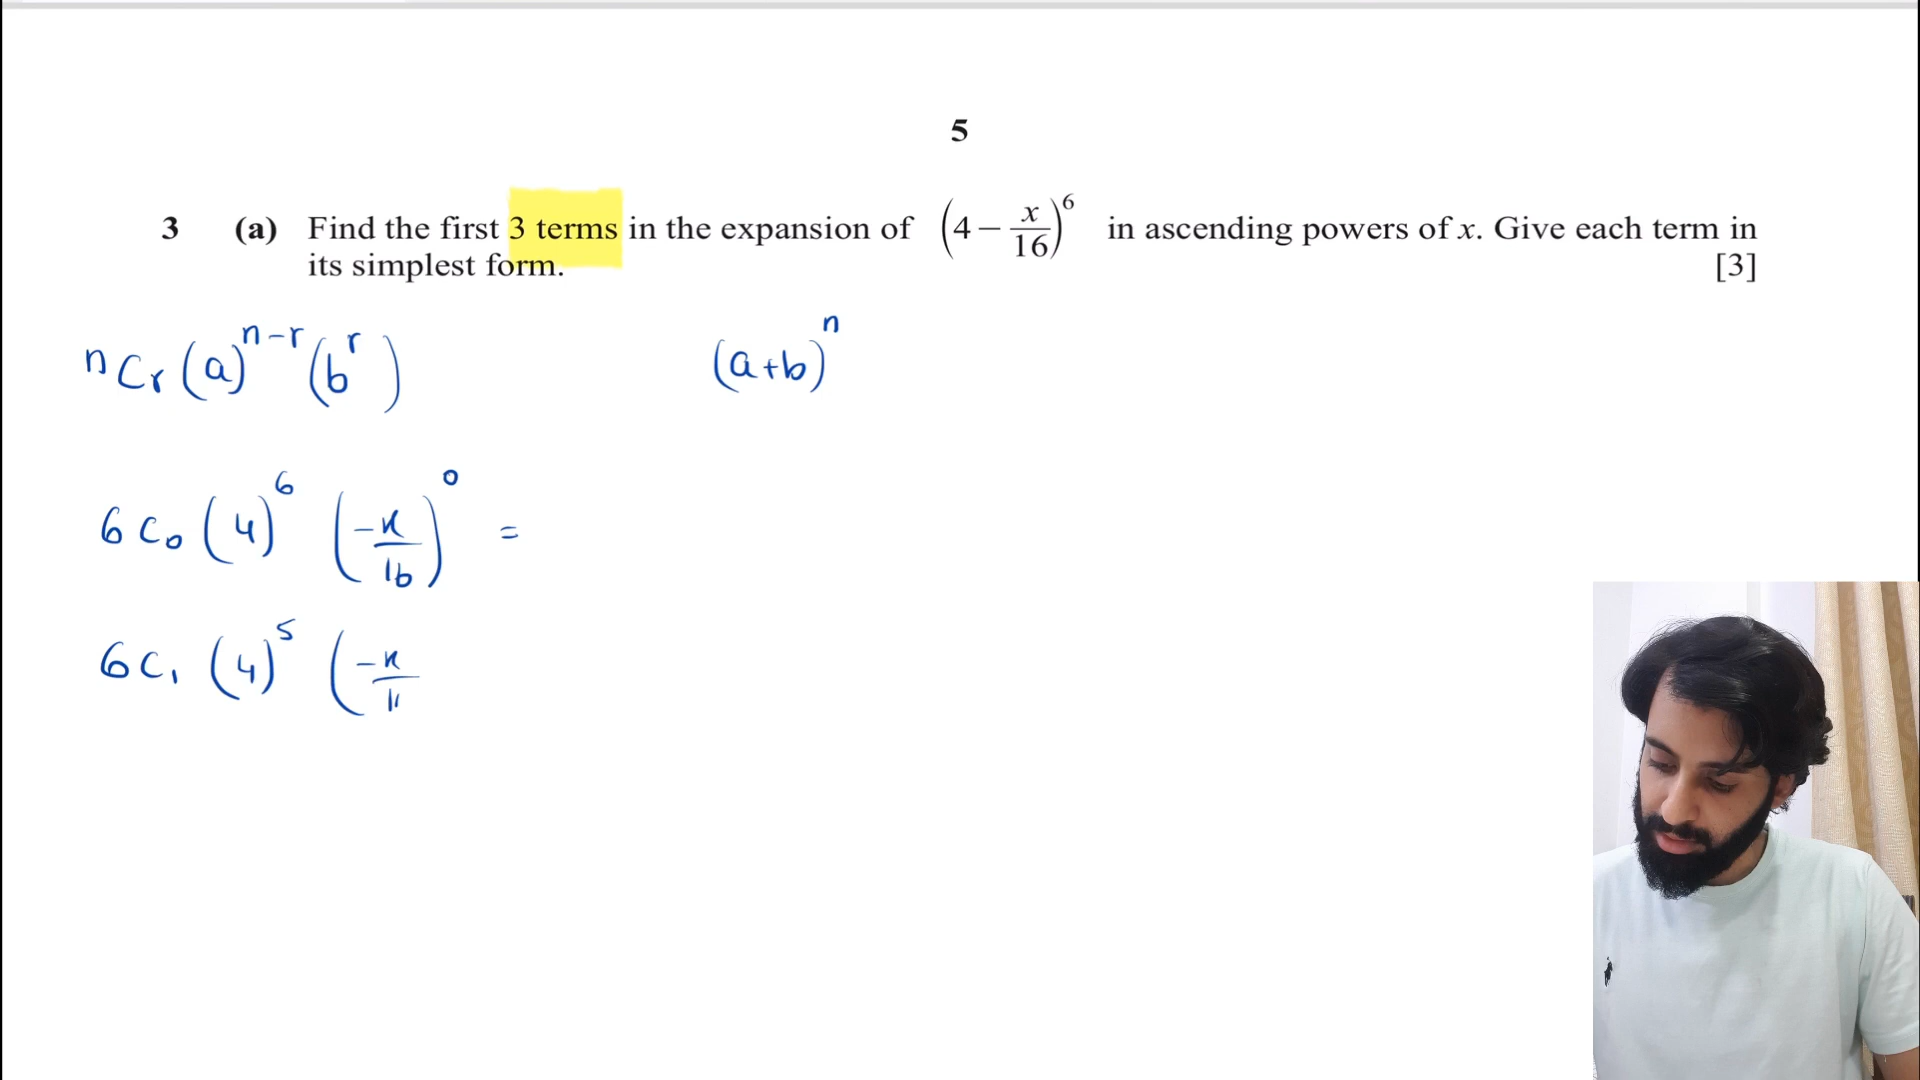 5
3 (a) Find the first 3 terms in the expansion of (4 − x/16)^6 in ascending powers of x. Give each term in
its simplest form. [3]
nCr (a)^n−r (b^r) (a+b)^n
6C0 (4)^6 (−x/16)^0 =
6C1 (4)^5 (−x/1